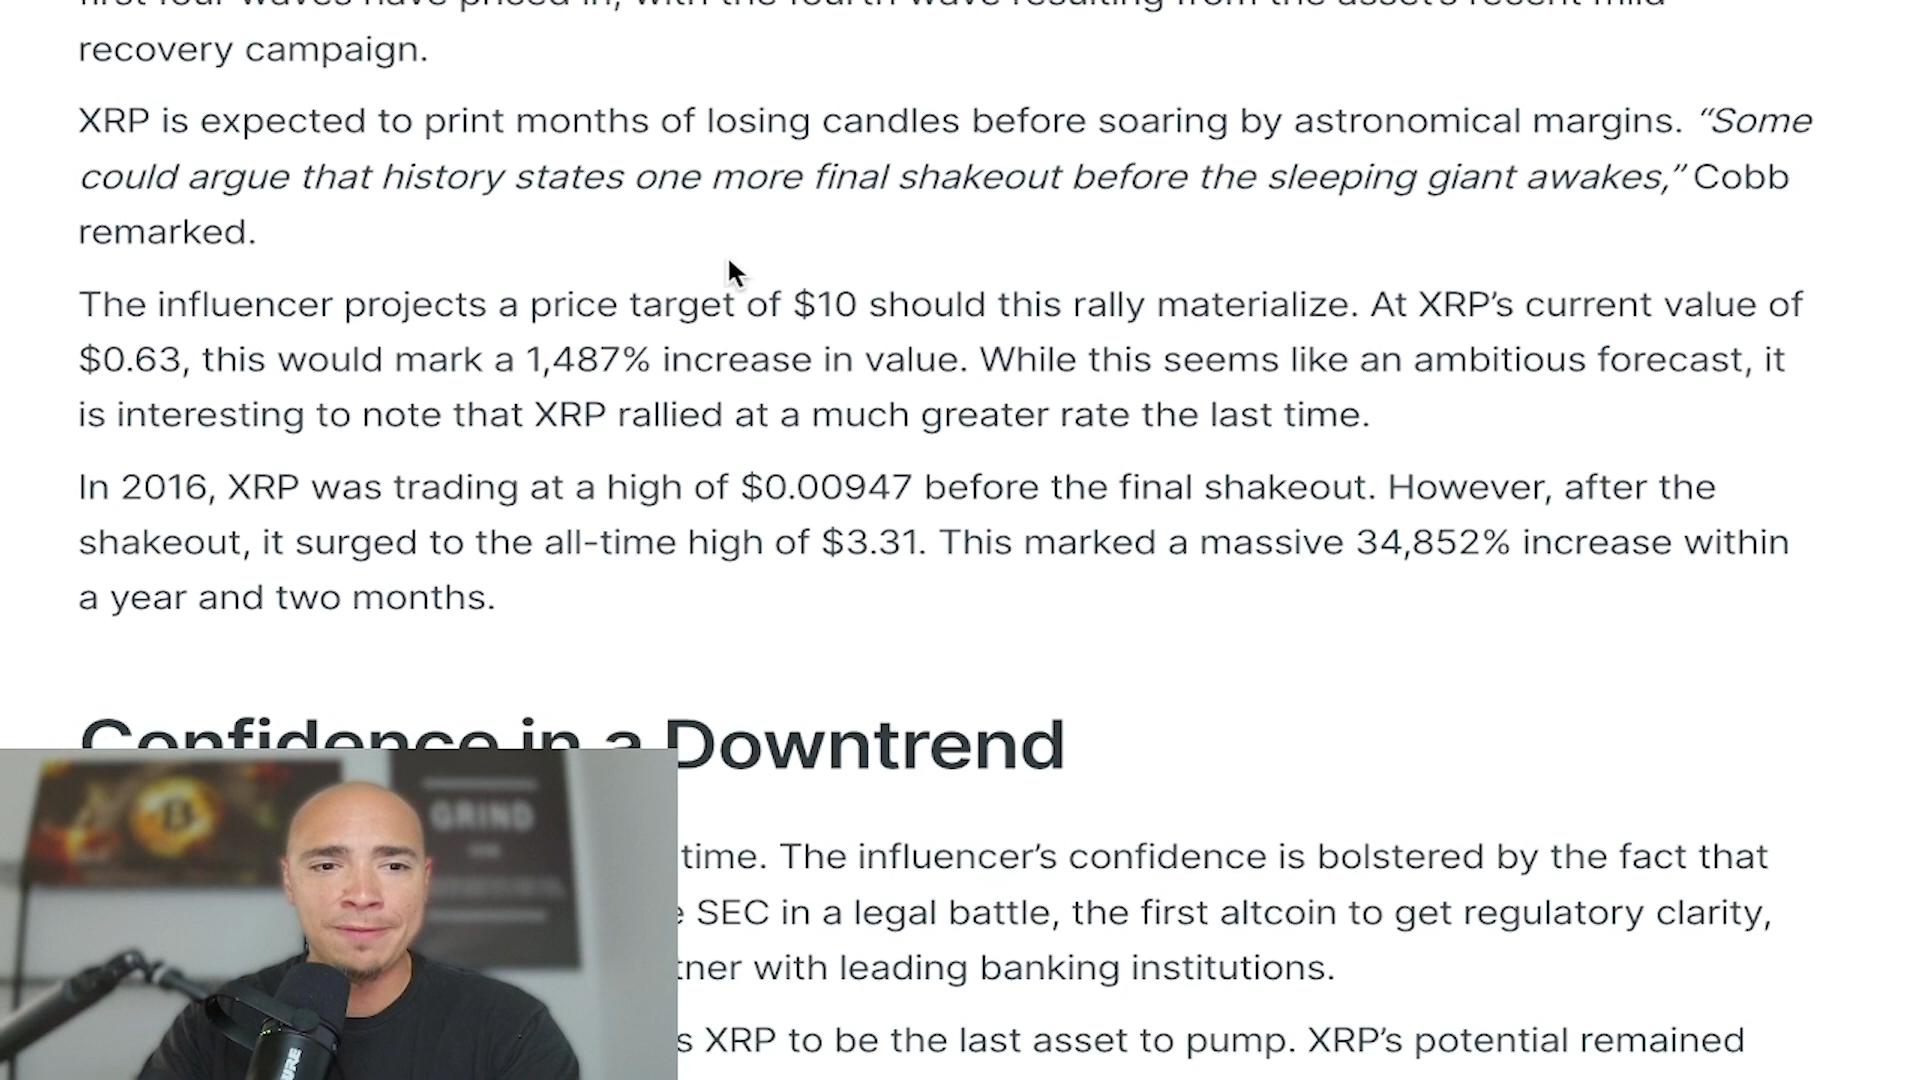 recovery campaign.
XRP is expected to print months of losing candles before soaring by astronomical margins. “Some
could argue that history states one more final shakeout before the sleeping giant awakes,” Cobb
remarked.
The influencer projects a price target of $10 should this rally materialize. At XRP’s current value of
$0.63, this would mark a 1,487% increase in value. While this seems like an ambitious forecast, it
is interesting to note that XRP rallied at a much greater rate the last time.
In 2016, XRP was trading at a high of $0.00947 before the final shakeout. However, after the
shakeout, it surged to the all-time high of $3.31. This marked a massive 34,852% increase within
a year and two months.
Confidence in a Downtrend
time. The influencer’s confidence is bolstered by the fact that
SEC in a legal battle, the first altcoin to get regulatory clarity,
with leading banking institutions.
XRP to be the last asset to pump. XRP’s potential remained
GRIND